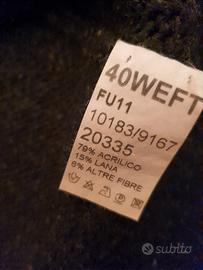 40WEFT
FU11
10183/9167
20335
79% ACRILICO
15% LANA
6% ALTRE FIBRE
subito